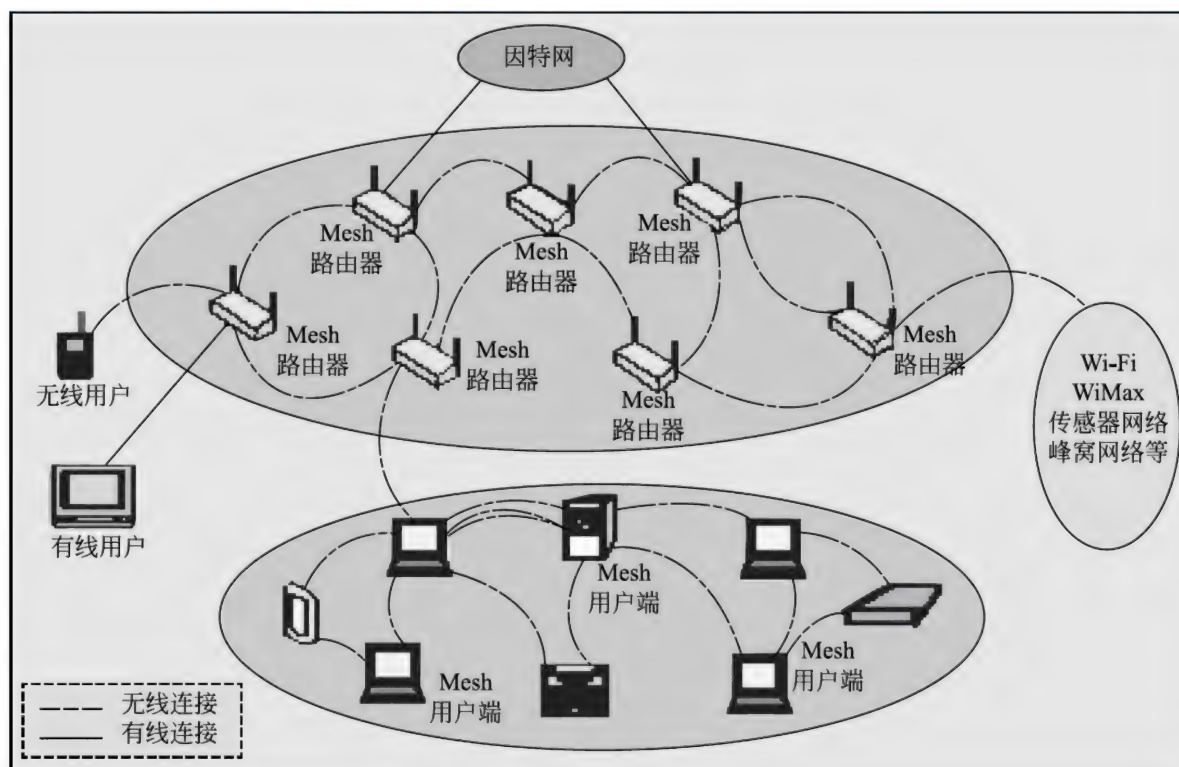 因特网
Mesh
路由器
Mesh
路由器
Mesh
路由器
Mesh
路由器
Mesh
路由器
Mesh
路由器
Mesh
路由器
无线用户
有线用户
Wi-Fi
WiMax
传感器网络
蜂窝网络等
Mesh
用户端
Mesh
用户端
Mesh
用户端
无线连接
有线连接